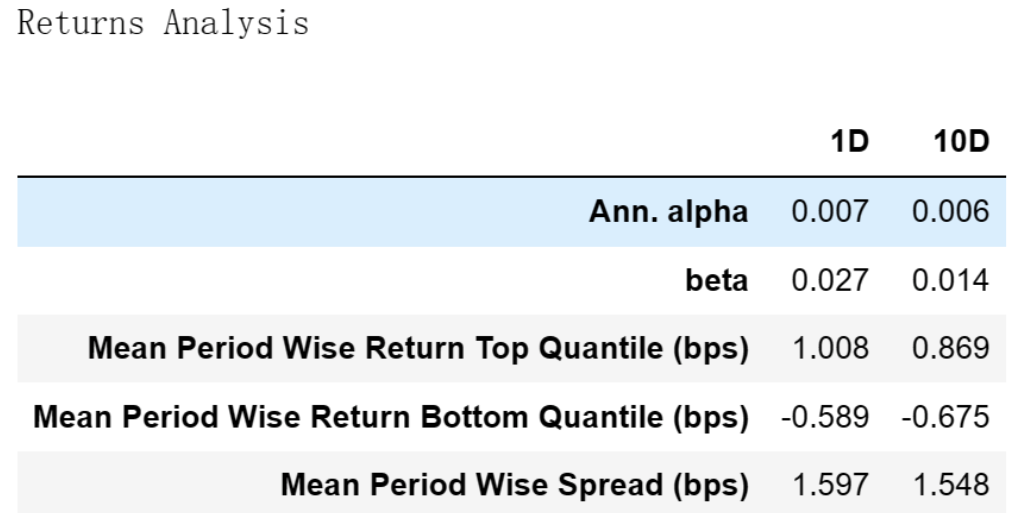 Returns Analysis
1D 10D
Ann. alpha 0.007 0.006
beta 0.027 0.014
Mean Period Wise Return Top Quantile (bps) 1.008 0.869
Mean Period Wise Return Bottom Quantile (bps) -0.589 -0.675
Mean Period Wise Spread (bps) 1.597 1.548